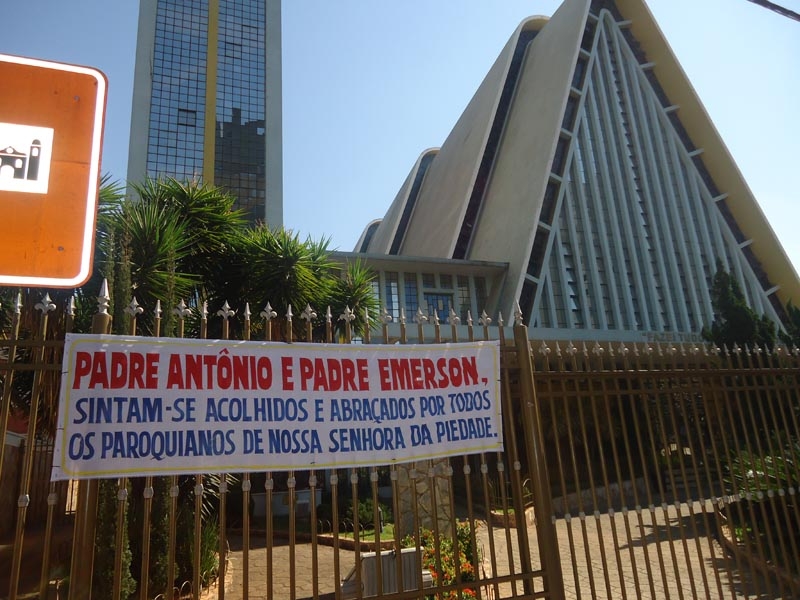 PADRE ANTÔNIO E PADRE EMERSON,
SINTAM-SE ACOLHIDOS E ABRAÇADOS POR TODOS
OS PAROQUIANOS DE NOSSA SENHORA DA PIEDADE.